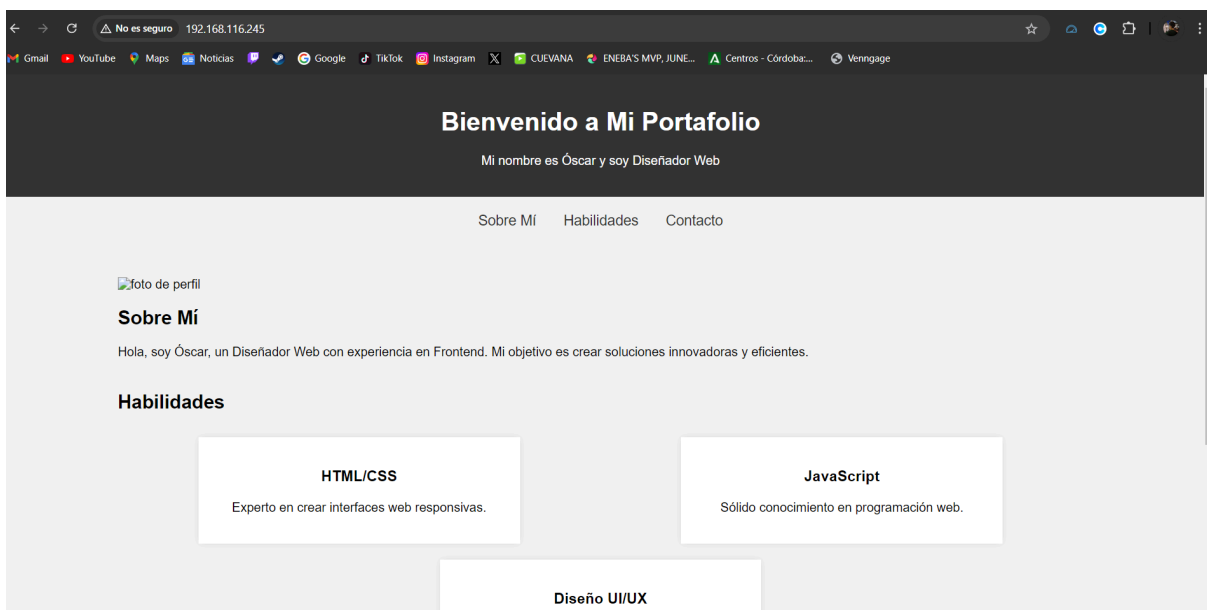 No es seguro 192.168.116.245
Gmail YouTube Maps Noticias Google TikTok Instagram CUEVANA ENEBA'S MVP, JUNE... Centros - Córdoba:... Venngage
Bienvenido a Mi Portafolio
Mi nombre es Óscar y soy Diseñador Web
Sobre Mí Habilidades Contacto
foto de perfil
Sobre Mí
Hola, soy Óscar, un Diseñador Web con experiencia en Frontend. Mi objetivo es crear soluciones innovadoras y eficientes.
Habilidades
HTML/CSS
Experto en crear interfaces web responsivas.
JavaScript
Sólido conocimiento en programación web.
Diseño UI/UX